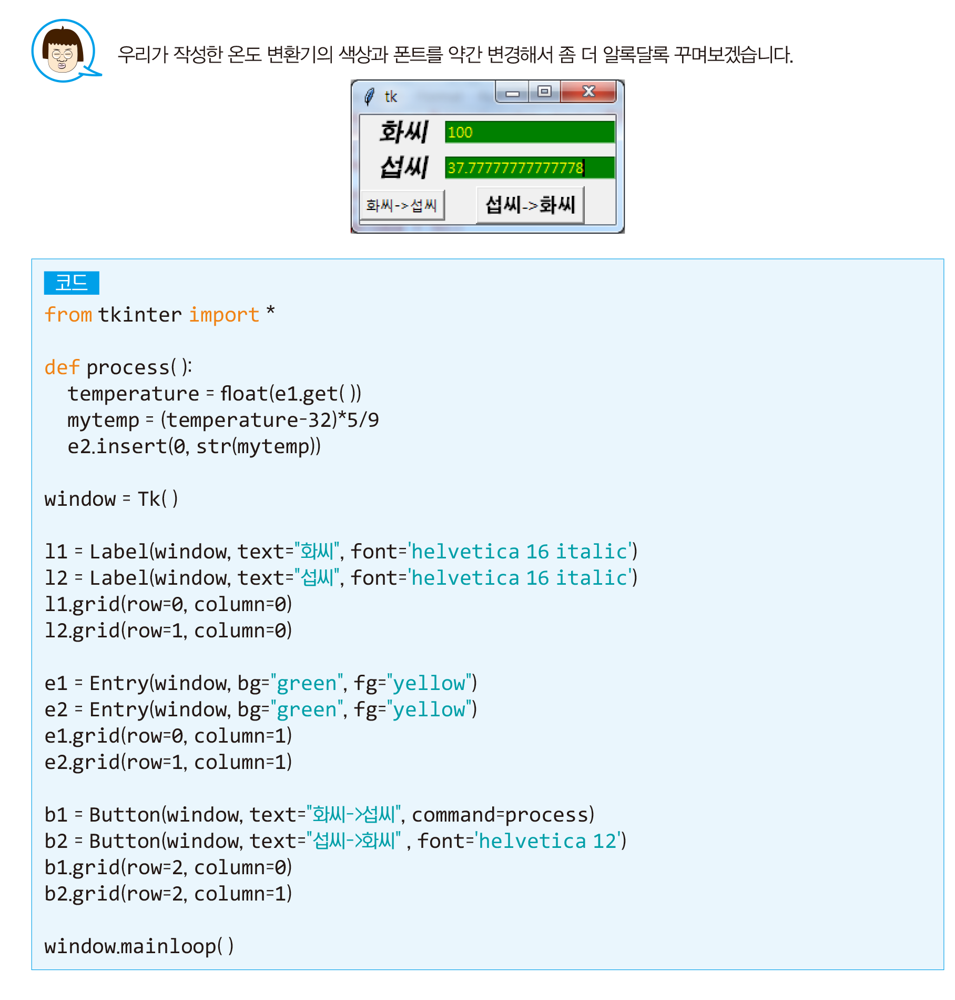 우리가 작성한 온도 변환기의 색상과 폰트를 약간 변경해서 좀 더 알록달록 꾸며보겠습니다.
tk
화씨 100
섭씨 37.77777777777778
화씨->섭씨 섭씨->화씨
코드
from tkinter import *
def process( ):
temperature = float(e1.get( ))
mytemp = (temperature-32)*5/9
e2.insert(0, str(mytemp))
window = Tk( )
l1 = Label(window, text="화씨", font='helvetica 16 italic')
l2 = Label(window, text="섭씨", font='helvetica 16 italic')
l1.grid(row=0, column=0)
l2.grid(row=1, column=0)
e1 = Entry(window, bg="green", fg="yellow")
e2 = Entry(window, bg="green", fg="yellow")
e1.grid(row=0, column=1)
e2.grid(row=1, column=1)
b1 = Button(window, text="화씨->섭씨", command=process)
b2 = Button(window, text="섭씨->화씨" , font='helvetica 12')
b1.grid(row=2, column=0)
b2.grid(row=2, column=1)
window.mainloop( )